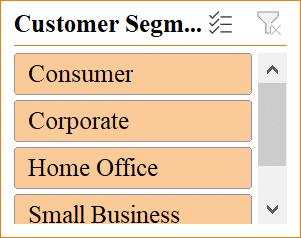 Customer Segm...
Consumer
Corporate
Home Office
Small Business